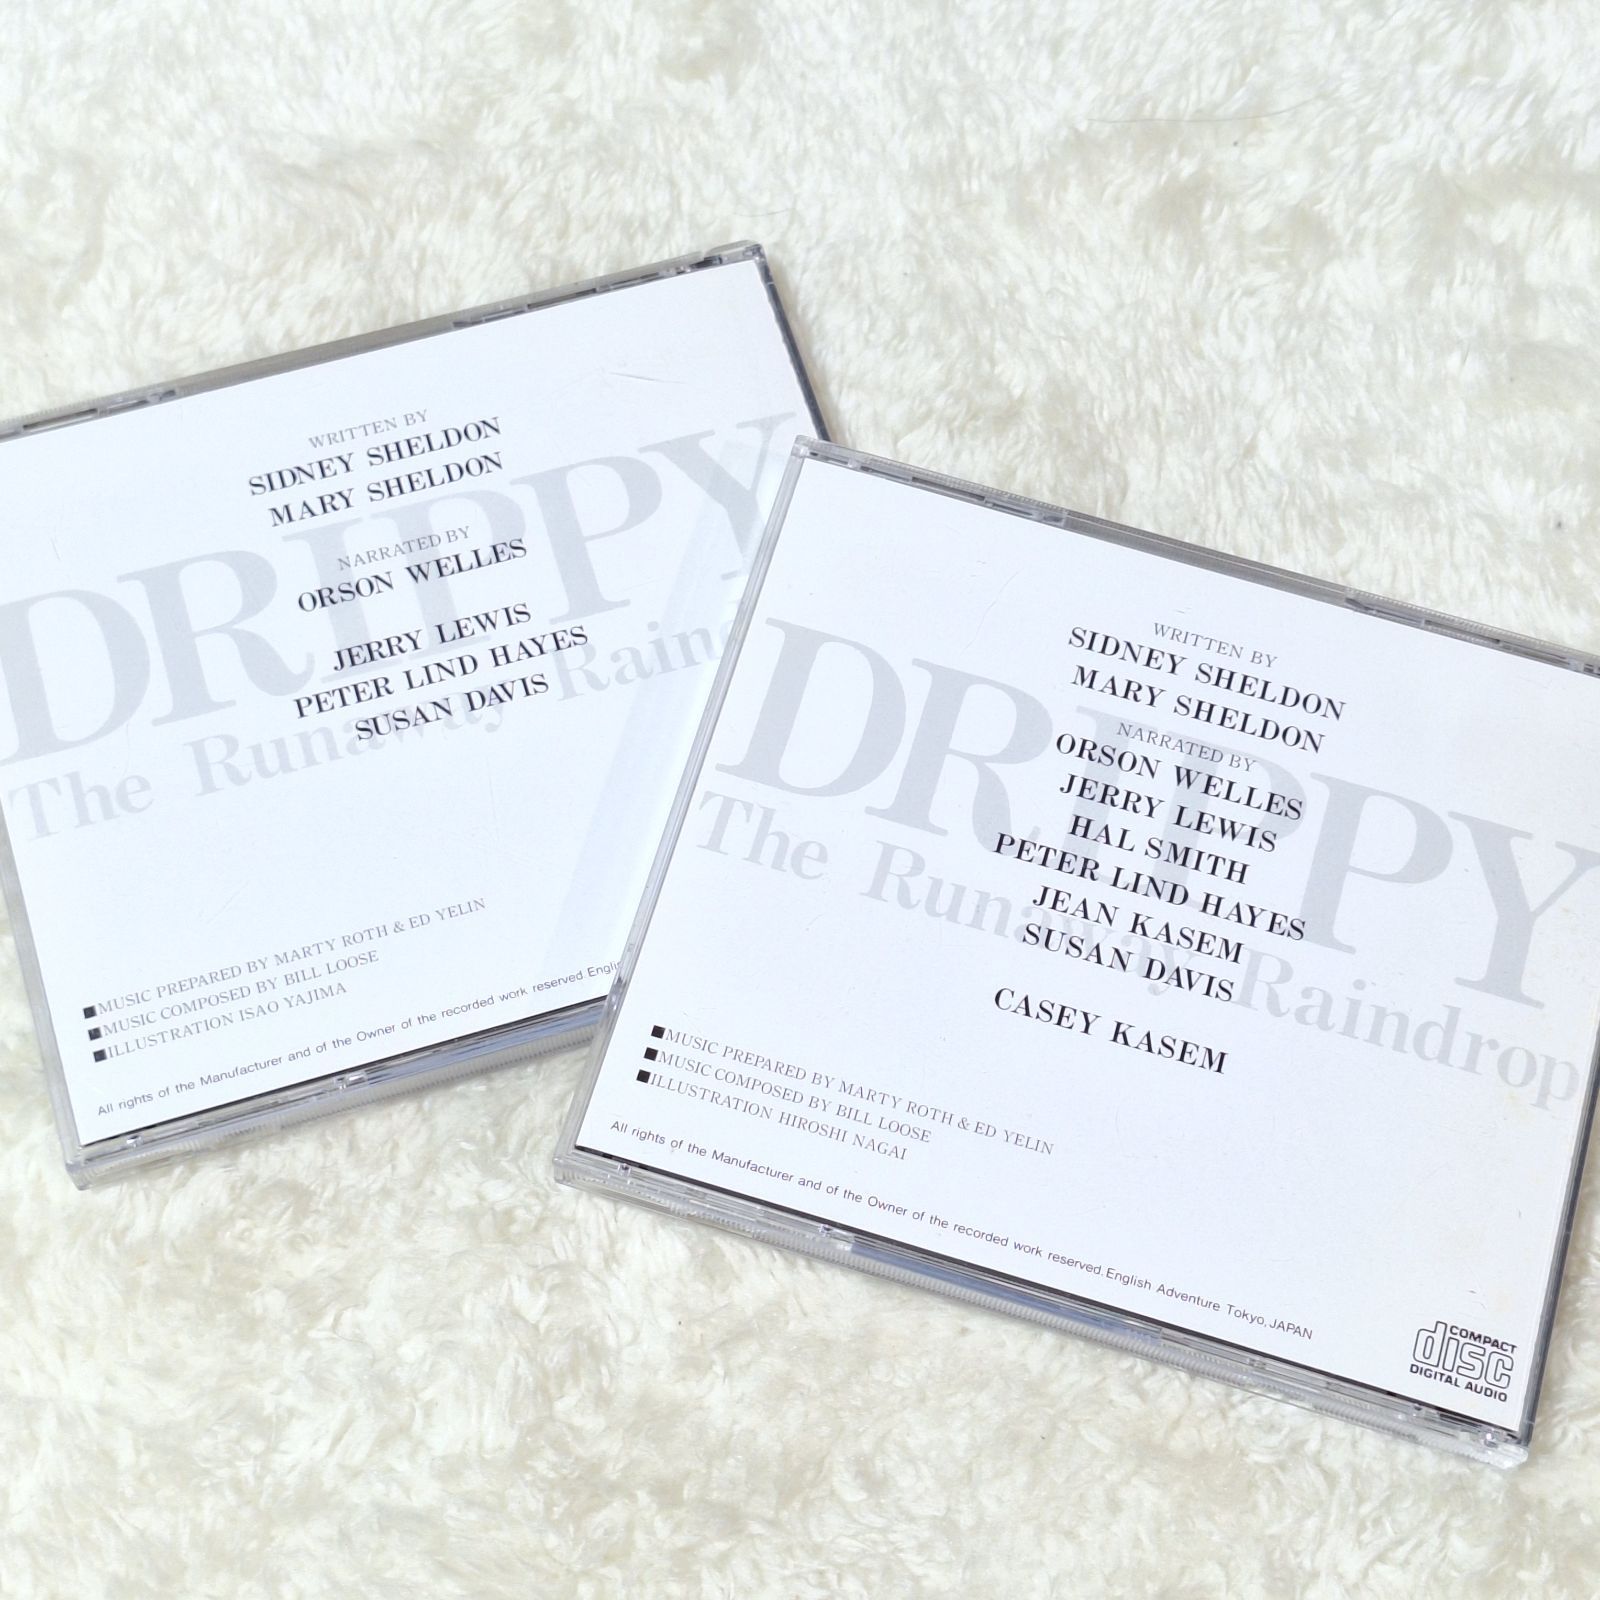 WRITTEN BY
SIDNEY SHELDON
MARY SHELDON
NARRATED BY
ORSON WELLES
JERRY LEWIS
PETER LIND HAYES
SUSAN DAVIS
DRIPPY
The Runaway
■MUSIC PREPARED BY MARTY ROTH & ED YELIN
■MUSIC COMPOSED BY BILL LOOSE
■ILLUSTRATION ISAO YAJIMA
All rights of the Manufacturer and of the Owner of the recorded work reserved.
WRITTEN BY
SIDNEY SHELDON
MARY SHELDON
NARRATED BY
ORSON WELLES
JERRY LEWIS
HAL SMITH
PETER LIND HAYES
JEAN KASEM
SUSAN DAVIS
CASEY KASEM
DRIPPY
The Runaway Raindrop
■MUSIC PREPARED BY MARTY ROTH & ED YELIN
■MUSIC COMPOSED BY BILL LOOSE
■ILLUSTRATION HIROSHI NAGAI
All rights of the Manufacturer and of the Owner of the recorded work reserved. English Adventure Tokyo, JAPAN
COMPACT
disc
DIGITAL AUDIO